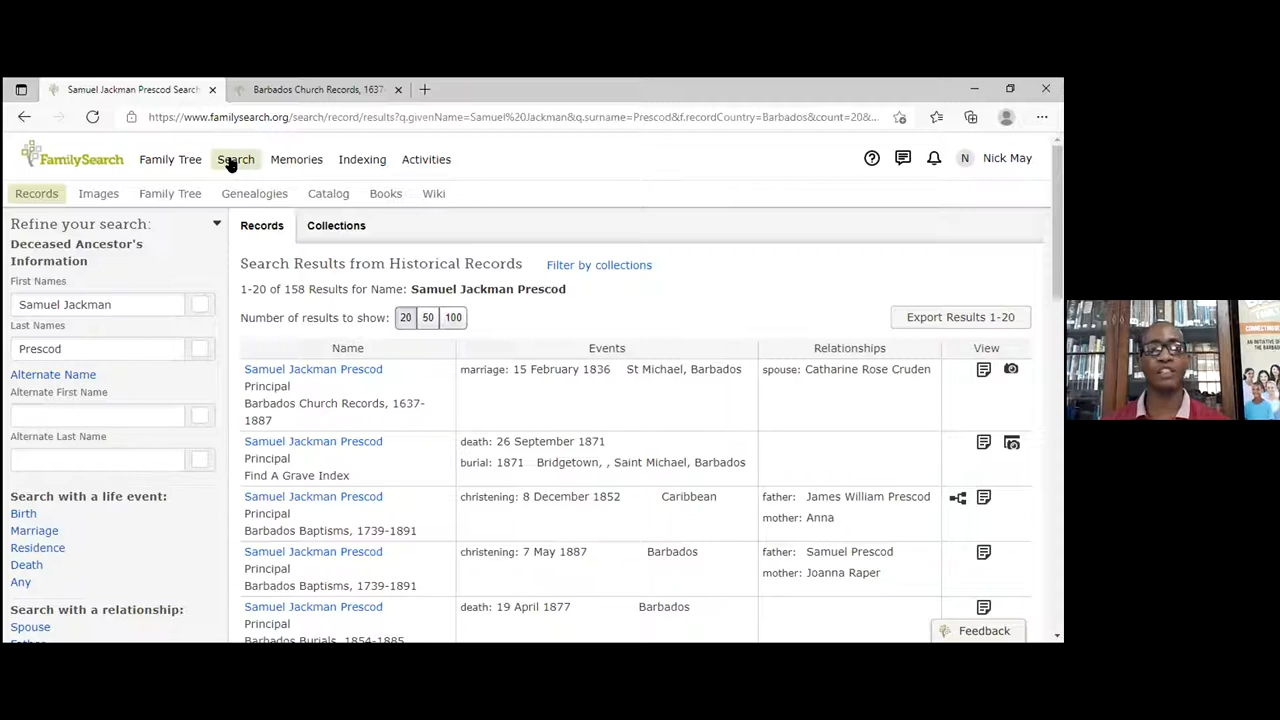 Samuel Jackman Prescod Search
Barbados Church Records, 1637-
https://www.familysearch.org/search/record/results?q.givenName=Samuel%20Jackman&q.surname=Prescod&f.recordCountry=Barbados&count=20&...
FamilySearch
Family Tree
Search
Memories
Indexing
Activities
N
Nick May
Records
Images
Family Tree
Genealogies
Catalog
Books
Wiki
Refine your search:
Deceased Ancestor's
Information
First Names
Samuel Jackman
Last Names
Prescod
Alternate Name
Alternate First Name
Alternate Last Name
Search with a life event:
Birth
Marriage
Residence
Death
Any
Search with a relationship:
Spouse
Records
Collections
Search Results from Historical Records
Filter by collections
1-20 of 158 Results for Name: Samuel Jackman Prescod
Number of results to show:
20
50
100
Export Results 1-20
Name
Events
Relationships
View
Samuel Jackman Prescod
Principal
Barbados Church Records, 1637-
1887
marriage: 15 February 1836
St Michael, Barbados
spouse: Catharine Rose Cruden
Samuel Jackman Prescod
Principal
Find A Grave Index
death: 26 September 1871
burial: 1871
Bridgetown, , Saint Michael, Barbados
Samuel Jackman Prescod
Principal
Barbados Baptisms, 1739-1891
christening: 8 December 1852
Caribbean
father: James William Prescod
mother: Anna
Samuel Jackman Prescod
Principal
Barbados Baptisms, 1739-1891
christening: 7 May 1887
Barbados
father: Samuel Prescod
mother: Joanna Raper
Samuel Jackman Prescod
Principal
Barbados Burials, 1854-1885
death: 19 April 1877
Barbados
Feedback
CONNECTING
AN INITIATIVE OF
THE BARBAD